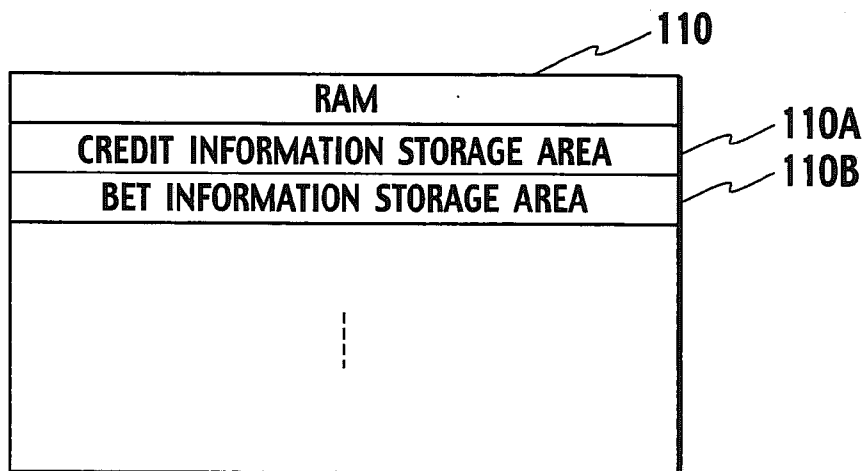 110
RAM
CREDIT INFORMATION STORAGE AREA
110A
BET INFORMATION STORAGE AREA
110B